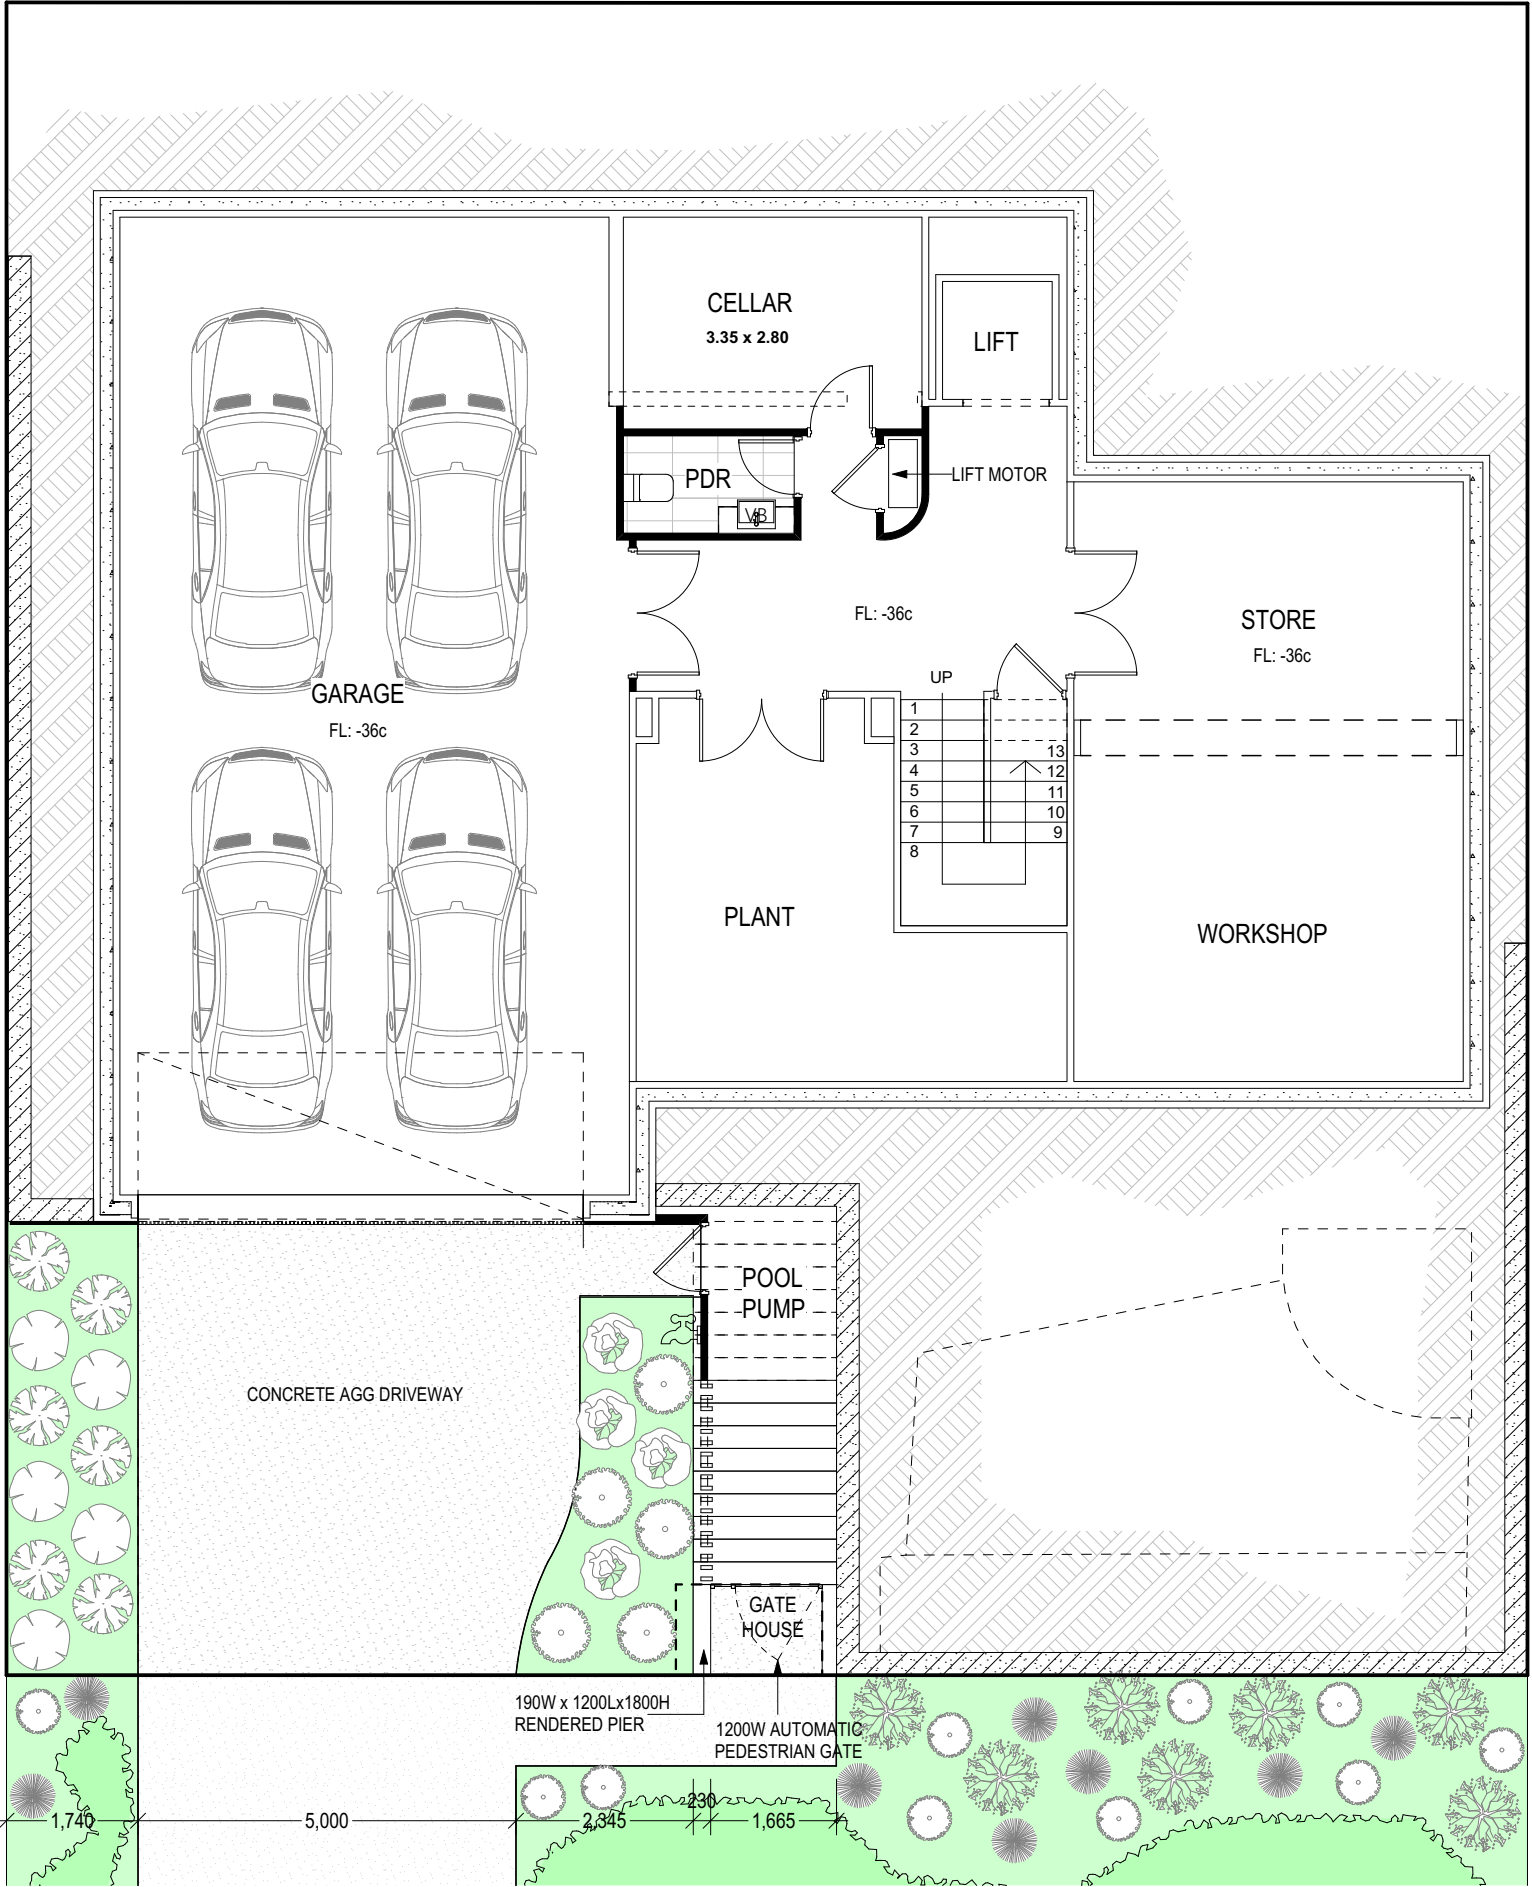 CELLAR
3.35 x 2.80
LIFT
PDR
LIFT MOTOR
VB
FL: -36c
STORE
FL: -36c
GARAGE
FL: -36c
UP
1
2
3
4
5
6
7
8
13
12
11
10
9
PLANT
WORKSHOP
POOL
PUMP
CONCRETE AGG DRIVEWAY
GATE
HOUSE
190W x 1200Lx1800H
RENDERED PIER
1200W AUTOMATIC
PEDESTRIAN GATE
1,740
5,000
2,345
230
1,665